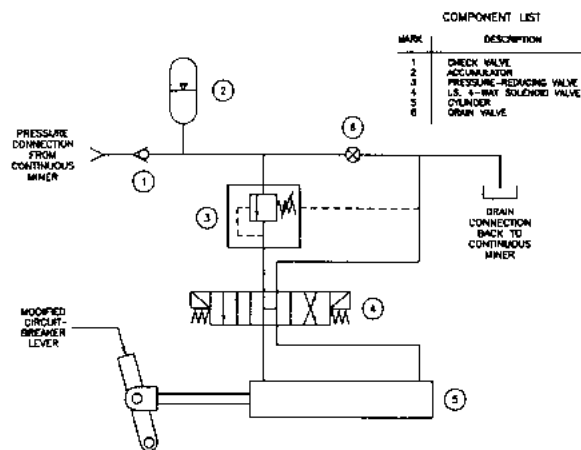 COMPONENT LIST
MARK DESCRIPTION
1 CHECK VALVE
2 ACCUMULATOR
3 PRESSURE-REDUCING VALVE
4 I.S. 4-WAY SOLENOID VALVE
5 CYLINDER
6 DRAIN VALVE
2
6
PRESSURE
CONNECTION
FROM
CONTINUOUS
MINER
1
3
DRAIN
CONNECTION
BACK TO
CONTINUOUS
MINER
4
MODIFIED
CIRCUIT-
BREAKER
LEVER
5